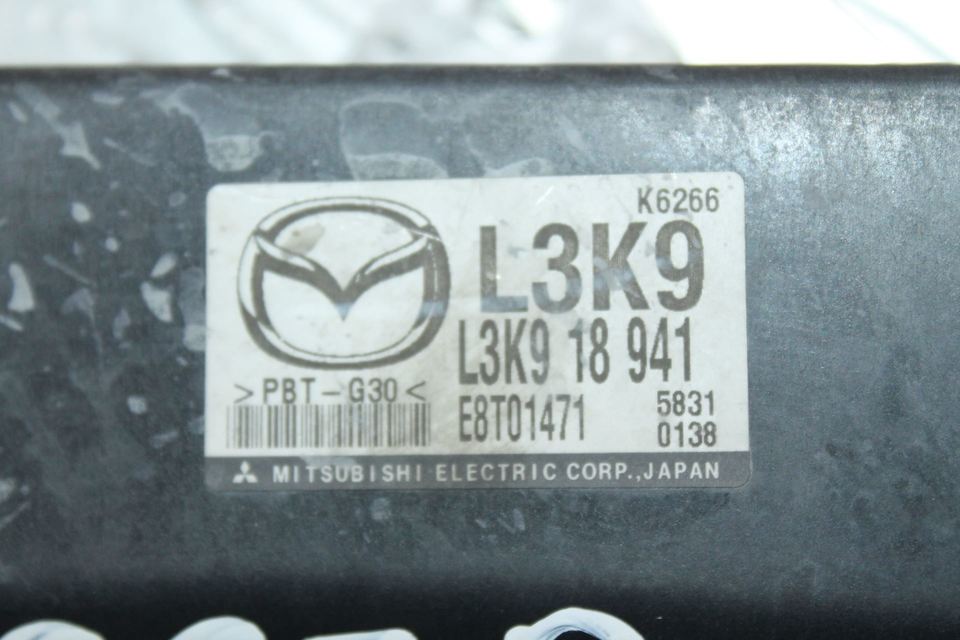 K6266
L3K9
L3K9 18 941
>PBT-G30<
E8T01471
5831
0138
MITSUBISHI ELECTRIC CORP.,JAPAN